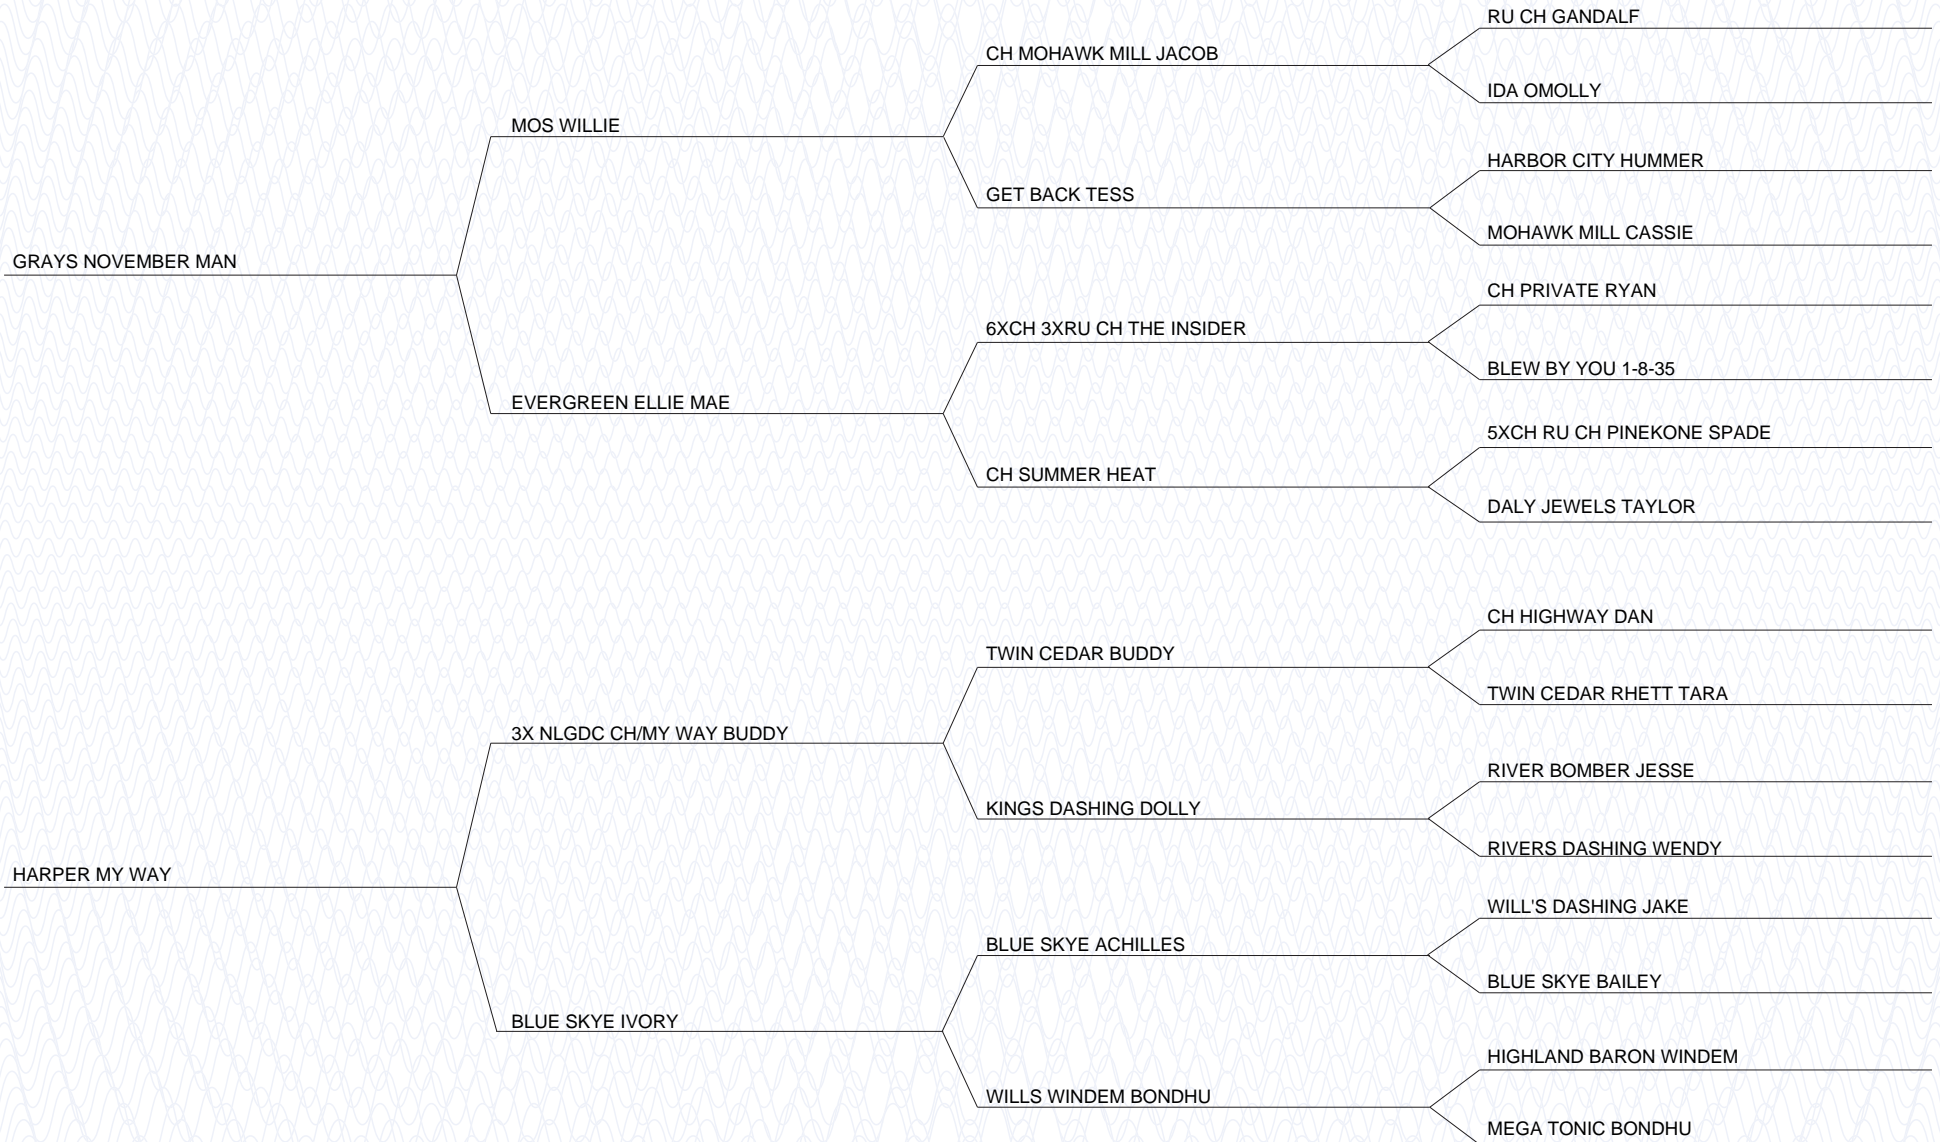 RU CH GANDALF
CH MOHAWK MILL JACOB
IDA OMOLLY
MOS WILLIE
HARBOR CITY HUMMER
GET BACK TESS
MOHAWK MILL CASSIE
GRAYS NOVEMBER MAN
CH PRIVATE RYAN
6XCH 3XRU CH THE INSIDER
BLEW BY YOU 1-8-35
EVERGREEN ELLIE MAE
5XCH RU CH PINEKONE SPADE
CH SUMMER HEAT
DALY JEWELS TAYLOR
CH HIGHWAY DAN
TWIN CEDAR BUDDY
TWIN CEDAR RHETT TARA
3X NLGDC CH/MY WAY BUDDY
RIVER BOMBER JESSE
KINGS DASHING DOLLY
RIVERS DASHING WENDY
HARPER MY WAY
WILL'S DASHING JAKE
BLUE SKYE ACHILLES
BLUE SKYE BAILEY
BLUE SKYE IVORY
HIGHLAND BARON WINDEM
WILLS WINDEM BONDHU
MEGA TONIC BONDHU